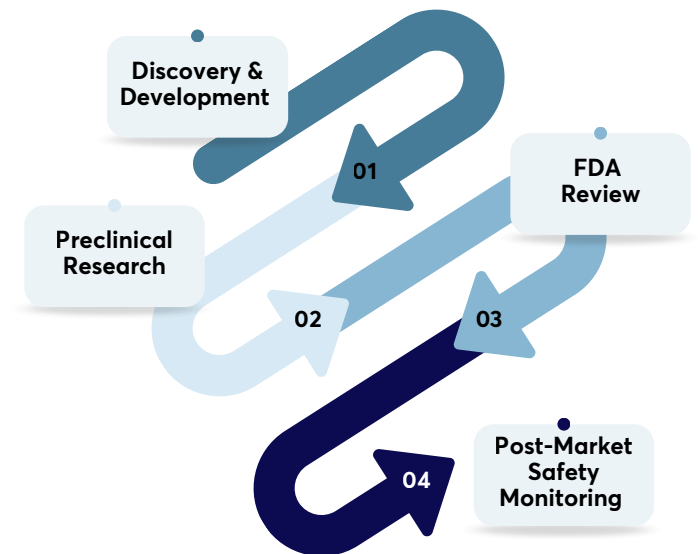 Discovery &
Development
01
Preclinical
Research
02
FDA
Review
03
Post-Market
Safety
Monitoring
04